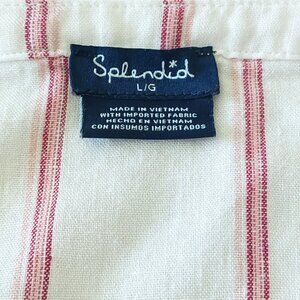 Splendid
L/G
MADE IN VIETNAM
WITH IMPORTED FABRIC
HECHO EN VIETNAM
CON INSUMOS IMPORTADOS